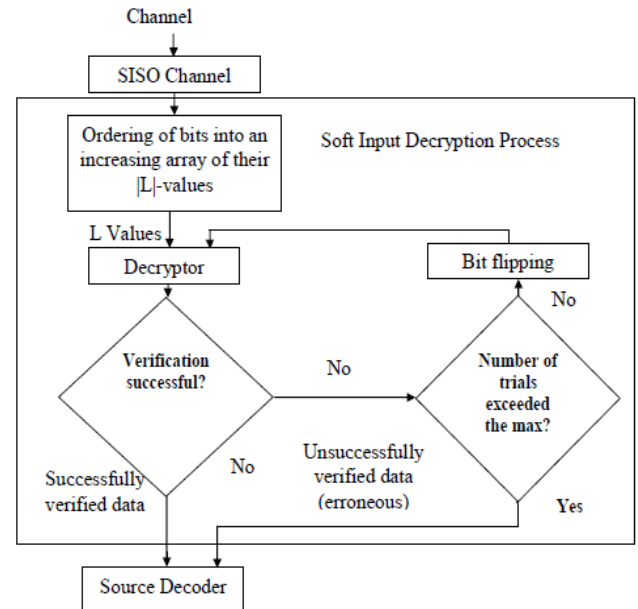 Channel
SISO Channel
Ordering of bits into an
increasing array of their
|L|-values
Soft Input Decryption Process
L Values
Decryptor
Bit flipping
No
Verification
successful?
No
Number of
trials
exceeded
the max?
No
Unsuccessfully
verified data
(erroneous)
Successfully
verified data
Yes
Source Decoder